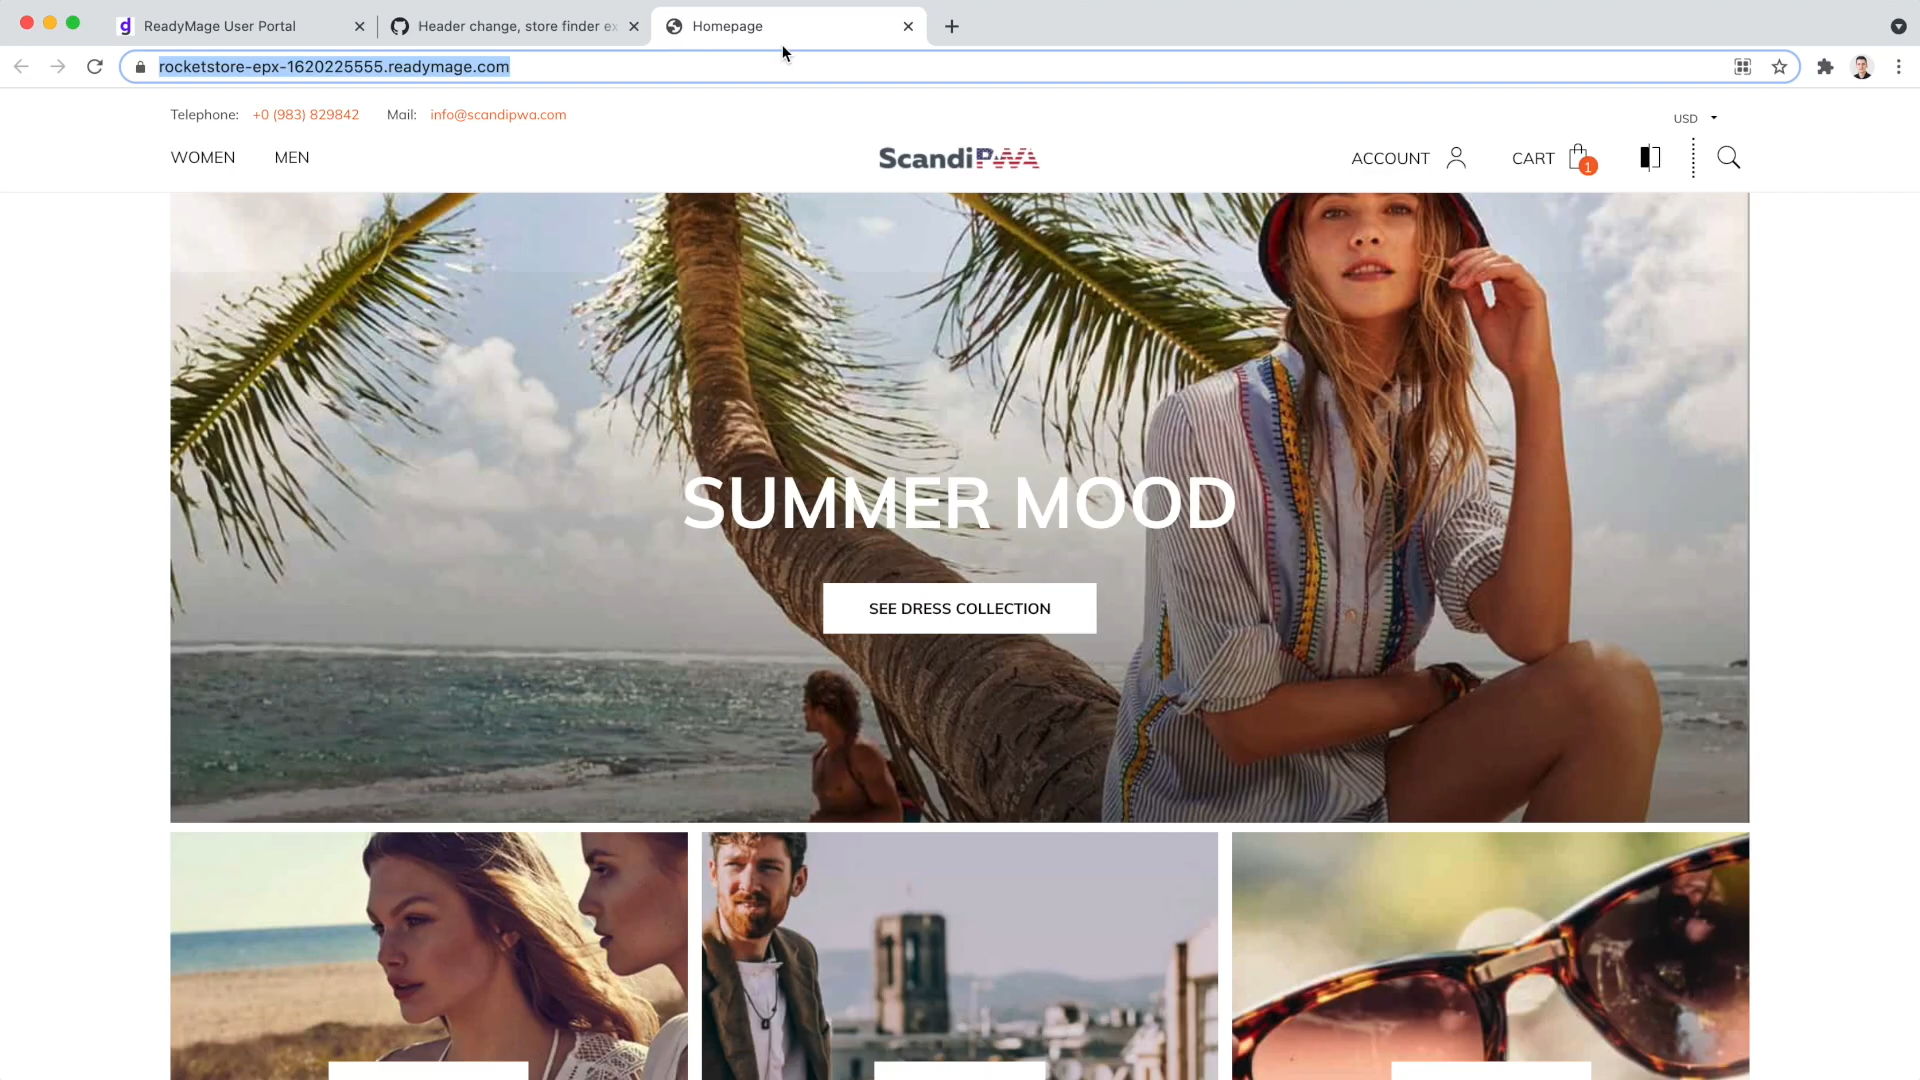 ReadyMage User Portal
Header change, store finder ex
Homepage
rocketstore-epx-1620225555.readymage.com
Telephone: +0 (983) 829842 Mail: info@scandipwa.com
USD
WOMEN MEN
ScandiPWA
ACCOUNT CART 1
SUMMER MOOD
SEE DRESS COLLECTION